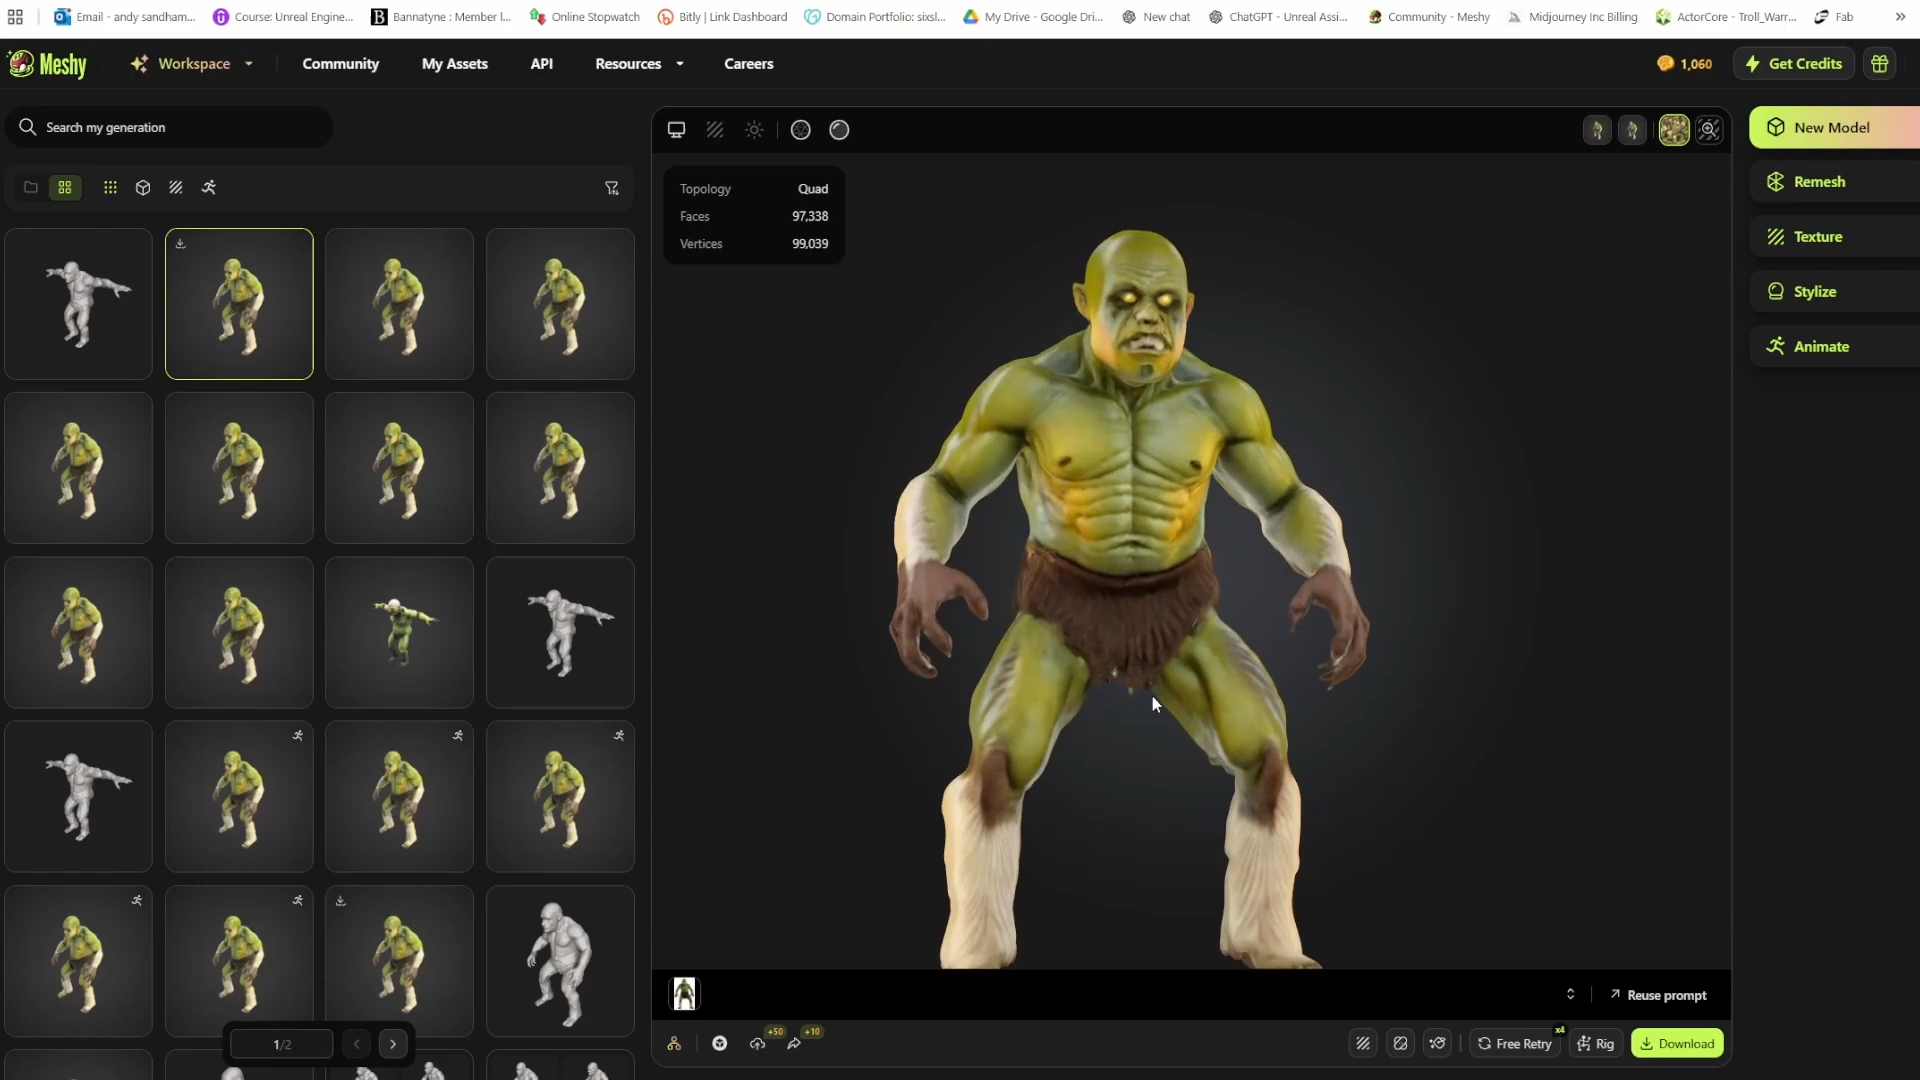 Email - andy sandham...
Course: Unreal Engine...
Bannatyne : Member l...
Online Stopwatch
Bitly | Link Dashboard
Domain Portfolio: sixsl...
My Drive - Google Dri...
New chat
ChatGPT - Unreal Assi...
Community - Meshy
Midjourney Inc Billing
ActorCore - Troll_Warr...
Fab
Meshy
Workspace
Community
My Assets
API
Resources
Careers
1,060
Get Credits
Search my generation
New Model
Topology Quad
Faces 97,338
Vertices 99,039
Remesh
Texture
Stylize
Animate
Reuse prompt
1/2
+50
+10
Free Retry
x4
Rig
Download